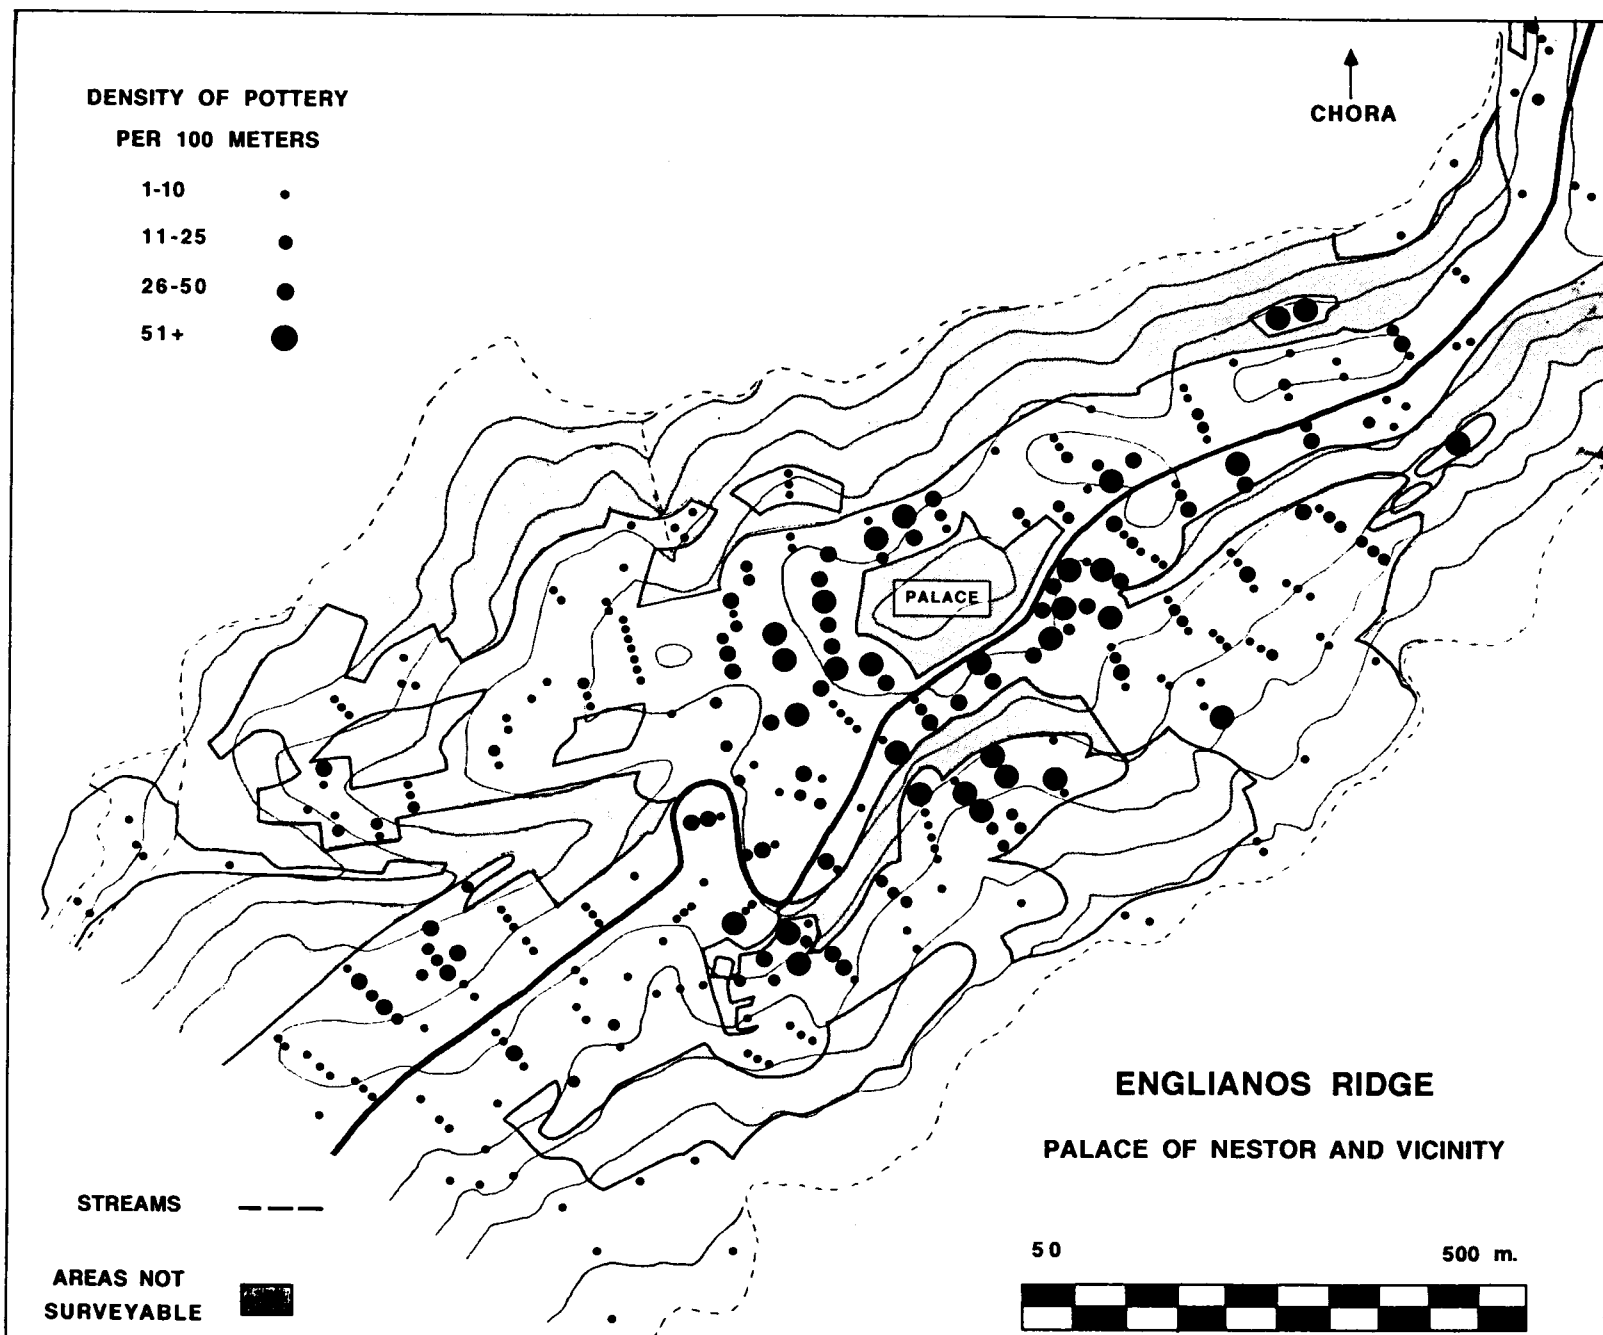 DENSITY OF POTTERY
PER 100 METERS
1-10
11-25
26-50
51+
CHORA
PALACE
ENGLIANOS RIDGE
PALACE OF NESTOR AND VICINITY
STREAMS
AREAS NOT
SURVEYABLE
50
500 m.